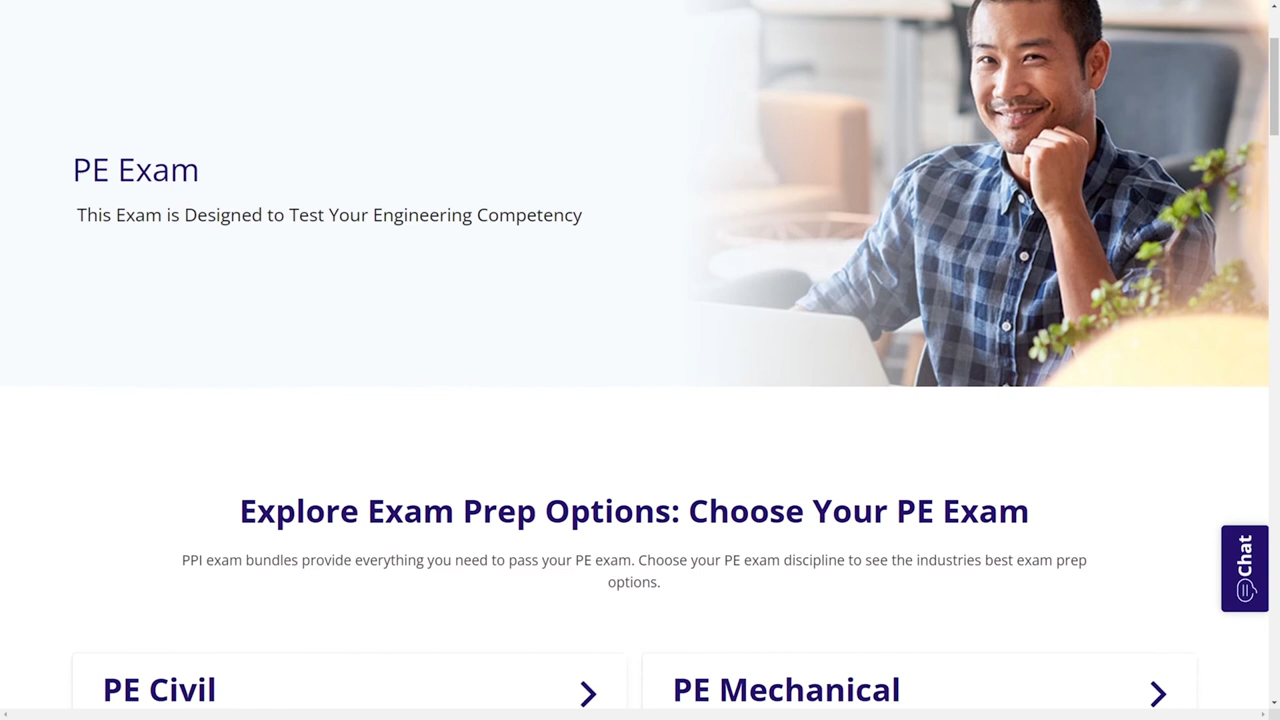 PE Exam
This Exam is Designed to Test Your Engineering Competency
Explore Exam Prep Options: Choose Your PE Exam
PPI exam bundles provide everything you need to pass your PE exam. Choose your PE exam discipline to see the industries best exam prep
options.
Chat
PE Civil
PE Mechanical